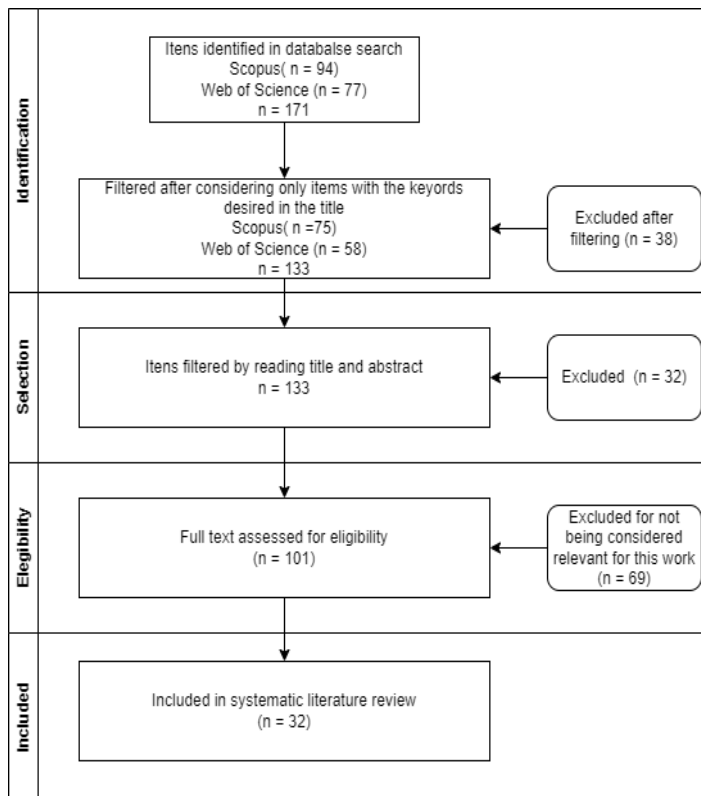 Identification
Itens identified in databalse search
Scopus( n = 94)
Web of Science (n = 77)
n = 171
Filtered after considering only items with the keyords
desired in the title
Scopus( n =75)
Web of Science (n = 58)
n = 133
Excluded after
filtering (n = 38)
Selection
Itens filtered by reading title and abstract
n = 133
Excluded (n = 32)
Elegibility
Full text assessed for eligibility
(n = 101)
Excluded for not
being considered
relevant for this work
(n = 69)
Included
Included in systematic literature review
(n = 32)